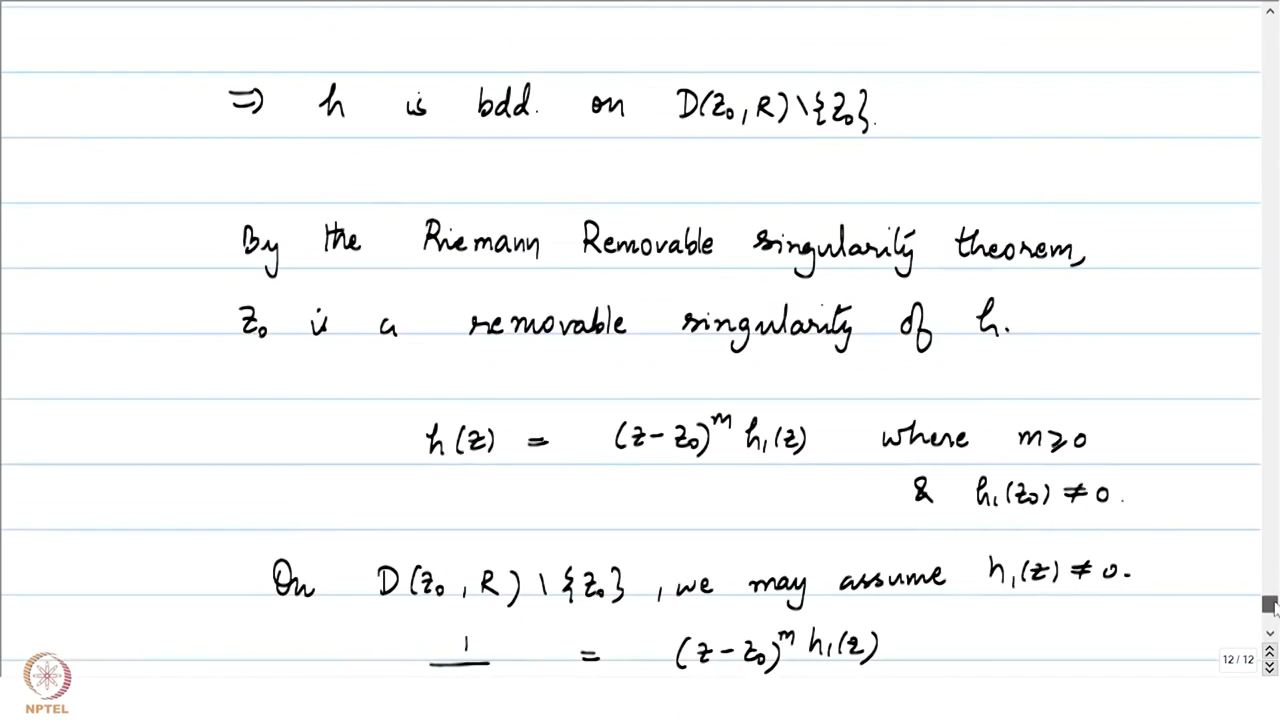 ⇒ h is bdd. on D(z₀, R) \ {z₀}.
By the Riemann Removable singularity theorem,
z₀ is a removable singularity of h.
h(z) = (z - z₀)ᵐ h₁(z) where m ≥ 0
& h₁(z₀) ≠ 0.
On D(z₀, R) \ {z₀}, we may assume h₁(z) ≠ 0.
1/ = (z - z₀)ᵐ h₁(z)
12 / 12
NPTEL